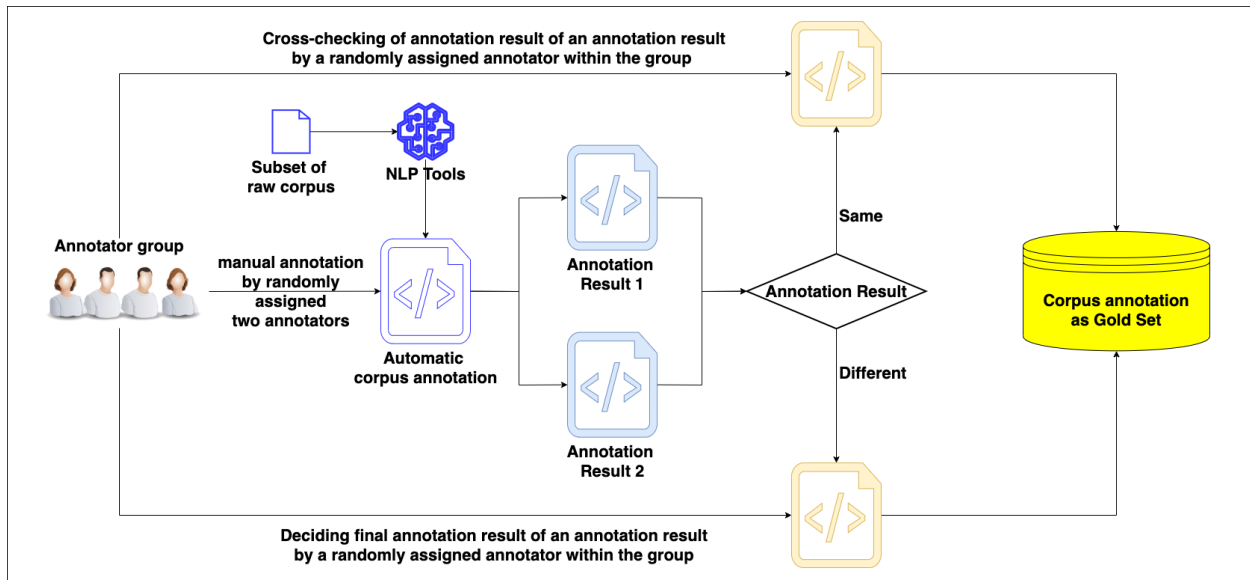 Cross-checking of annotation result of an annotation result
by a randomly assigned annotator within the group
Subset of
raw corpus
NLP Tools
Annotator group
manual annotation
by randomly
assigned
two annotators
Automatic
corpus annotation
Annotation
Result 1
Annotation
Result 2
Same
Annotation Result
Different
Corpus annotation
as Gold Set
Deciding final annotation result of an annotation result
by a randomly assigned annotator within the group